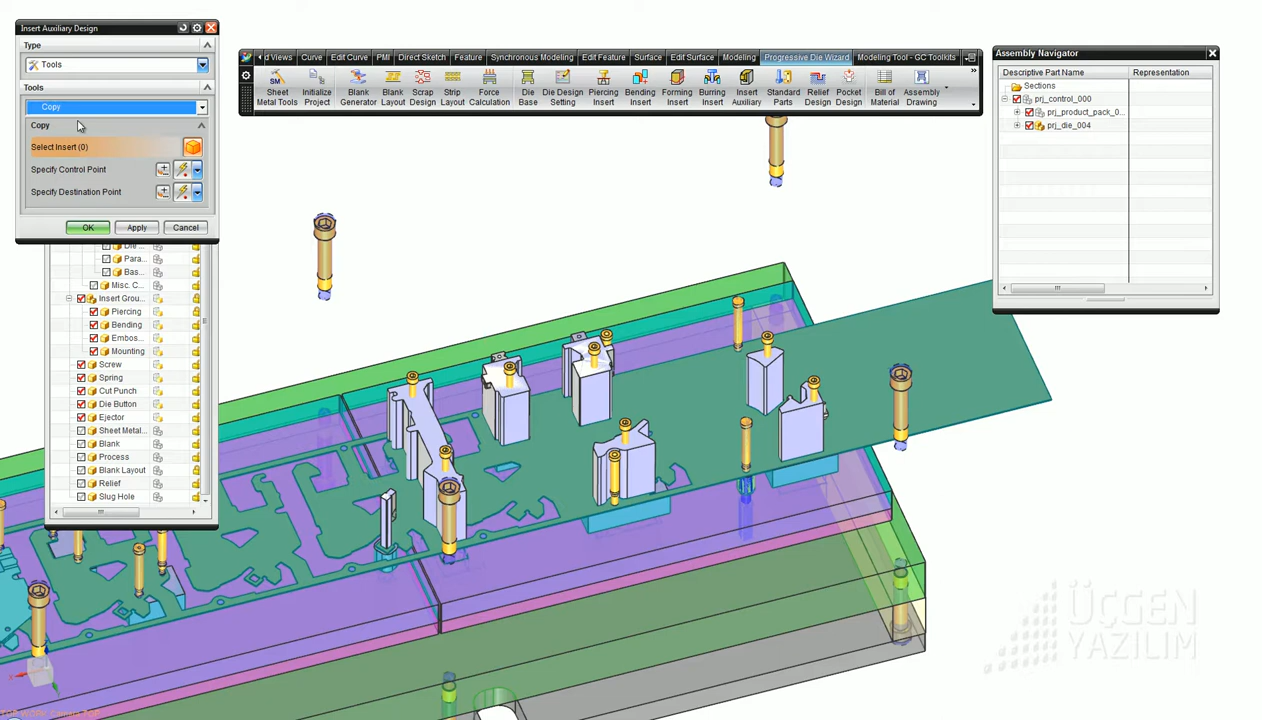 Insert Auxiliary Design
Type
Tools
Tools
Copy
Copy
Select Insert (0)
Specify Control Point
Specify Destination Point
OK
Apply
Cancel
Die ...
Para...
Bas...
Misc. C...
Insert Grou...
Piercing
Bending
Embos...
Mounting
Screw
Spring
Cut Punch
Die Button
Ejector
Sheet Metal...
Blank
Process
Blank Layout
Relief
Slug Hole
d Views
Curve
Edit Curve
PMI
Direct Sketch
Feature
Synchronous Modeling
Edit Feature
Surface
Edit Surface
Modeling
Progressive Die Wizard
Modeling Tool - GC Toolkits
SM
Sheet Metal Tools
Initialize Project
Blank Generator
Blank Layout
Scrap Design
Strip Layout
Force Calculation
Die Base
Die Design Setting
Piercing Insert
Bending Insert
Forming Insert
Burring Insert
Insert Auxiliary
Standard Parts
Relief Design
Pocket Design
Bill of Material
Assembly Drawing
Assembly Navigator
Descriptive Part Name
Representation
Sections
prj_control_000
prj_product_pack_0...
prj_die_004
X
ÜÇGEN
YAZILIM